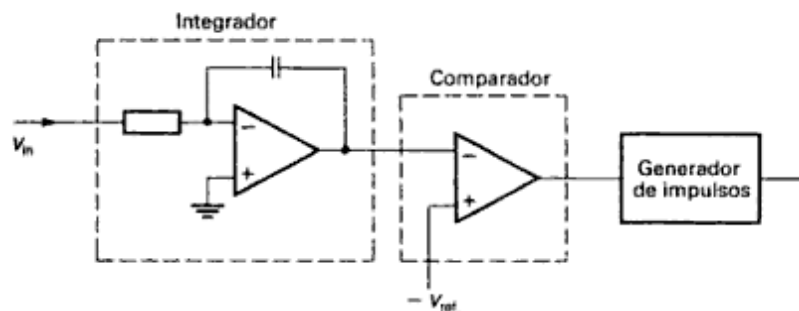 Integrador
Comparador
V_in
−
+
−
+
Generador
de impulsos
− V_ref